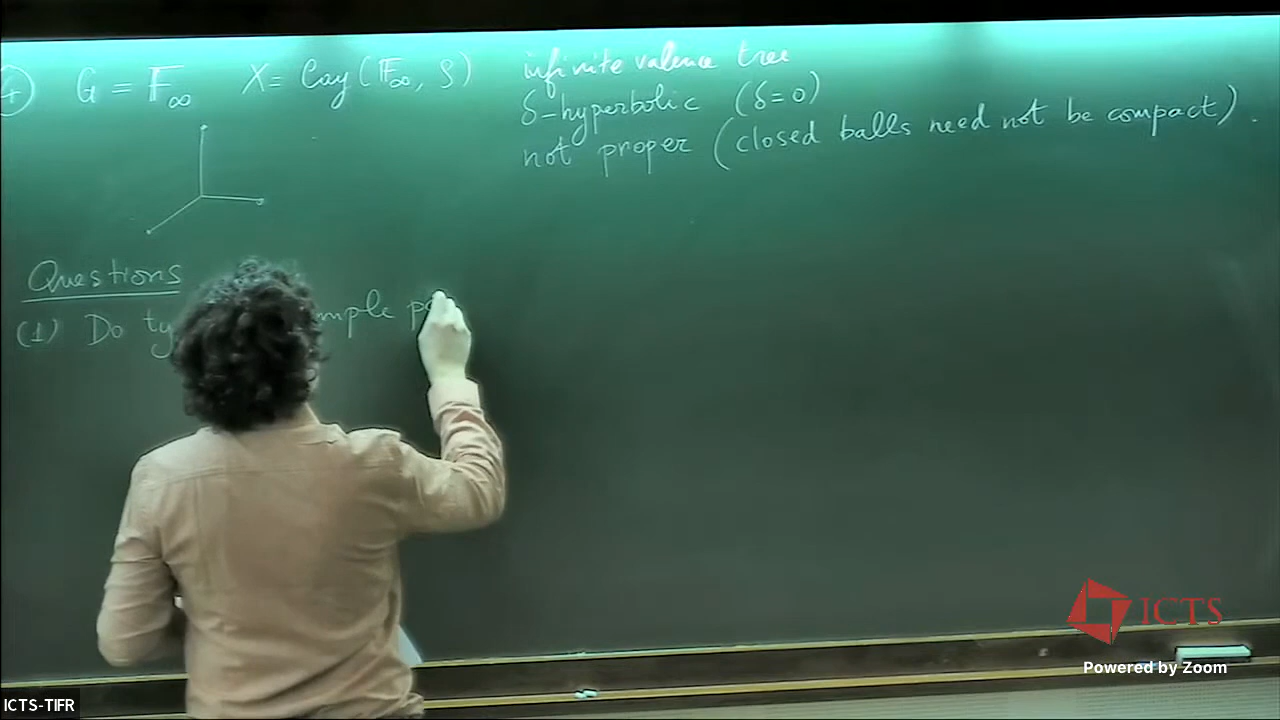 4) G = 𝔽∞ X = Cay(𝔽∞, S) infinite valence tree
δ-hyperbolic (δ=0)
not proper (closed balls need not be compact).
Questions
(1) Do
ICTS
Powered by Zoom
ICTS-TIFR